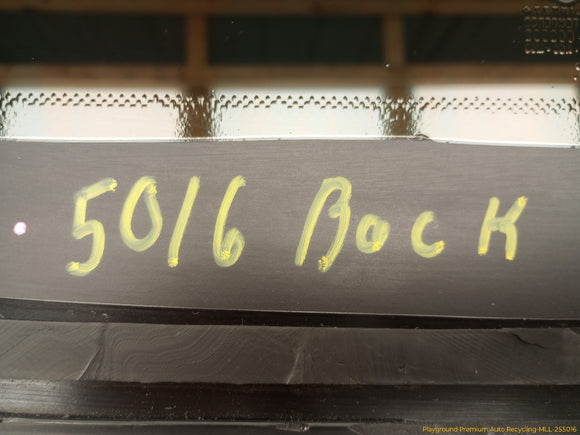 5016 Back
Playground Premium Auto Recycling-MLL-255016